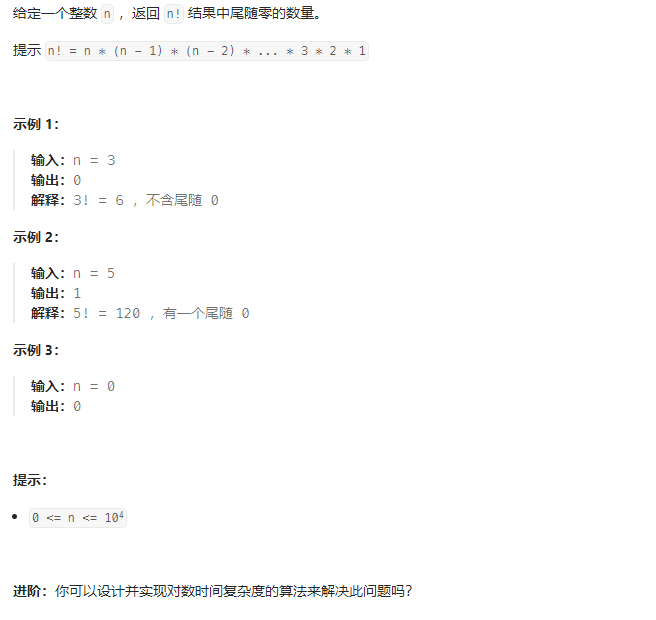 给定一个整数 n ，返回 n! 结果中尾随零的数量。
提示 n! = n * (n - 1) * (n - 2) * ... * 3 * 2 * 1
示例 1：
输入：n = 3
输出：0
解释：3! = 6 ，不含尾随 0
示例 2：
输入：n = 5
输出：1
解释：5! = 120 ，有一个尾随 0
示例 3：
输入：n = 0
输出：0
提示：
• 0 <= n <= 10⁴
进阶：你可以设计并实现对数时间复杂度的算法来解决此问题吗？